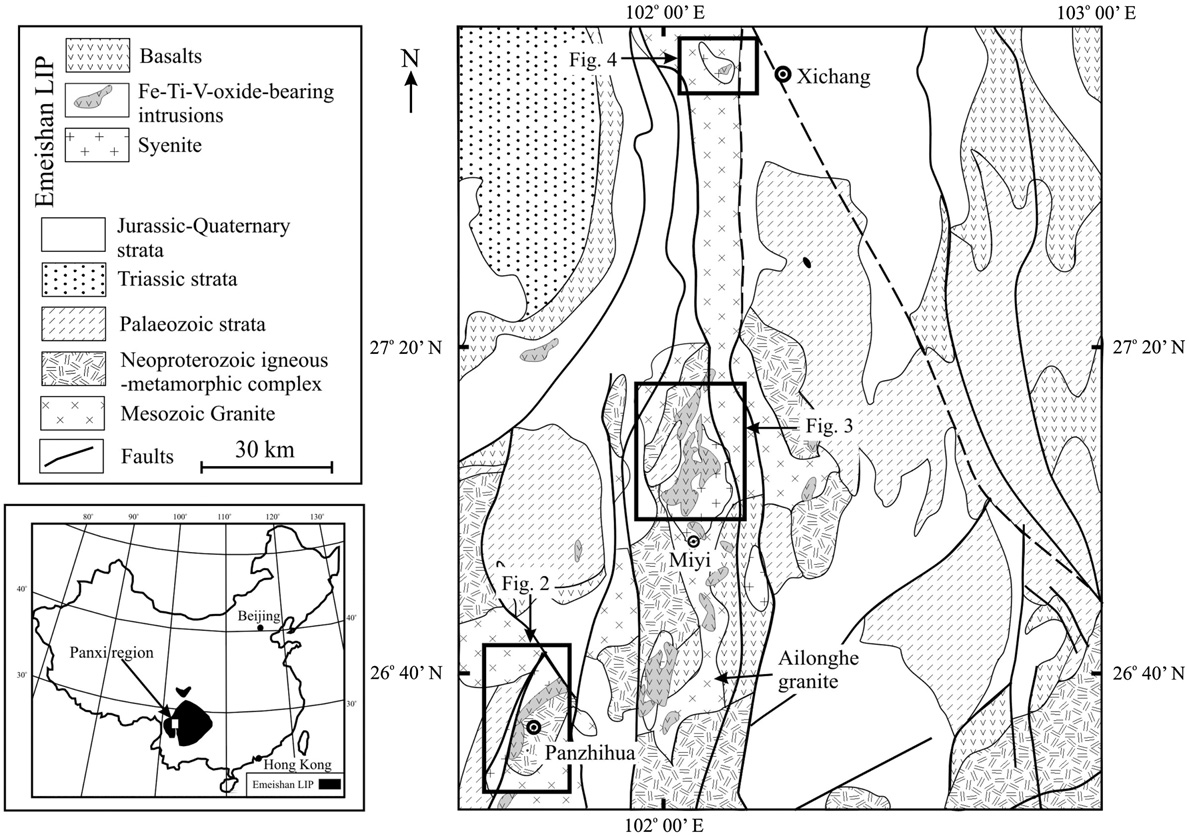 Emeishan LIP
Basalts
Fe-Ti-V-oxide-bearing
intrusions
Syenite
Jurassic-Quaternary
strata
Triassic strata
Palaeozoic strata
Neoproterozoic igneous
-metamorphic complex
Mesozoic Granite
Faults
30 km
N
102° 00’ E
103° 00’ E
Fig. 4
Xichang
27° 20’ N
27° 20’ N
Fig. 3
Miyi
Fig. 2
26° 40’ N
26° 40’ N
Ailonghe
granite
Panzhihua
102° 00’ E
80'
90'
100'
110'
120'
130'
40'
40'
Beijing
Panxi region
30'
30'
Hong Kong
Emeishan LIP